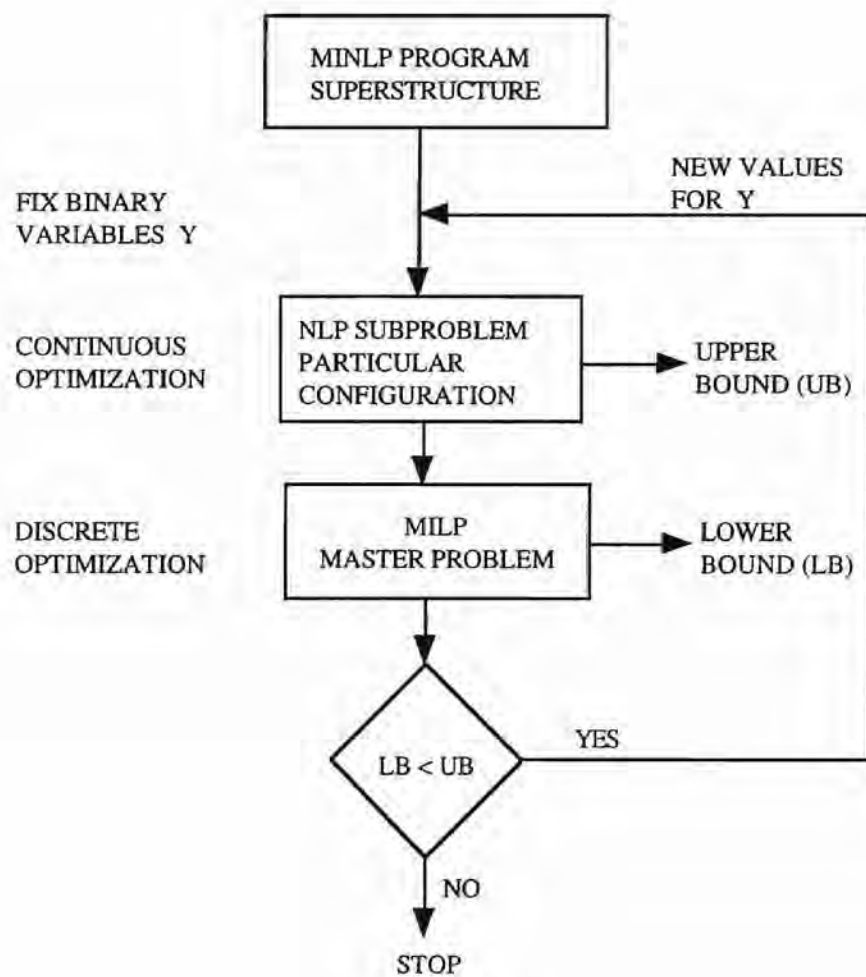 MINLP PROGRAM
SUPERSTRUCTURE
NEW VALUES
FOR Y
FIX BINARY
VARIABLES Y
CONTINUOUS
OPTIMIZATION
NLP SUBPROBLEM
PARTICULAR
CONFIGURATION
UPPER
BOUND (UB)
DISCRETE
OPTIMIZATION
MILP
MASTER PROBLEM
LOWER
BOUND (LB)
LB < UB
YES
NO
STOP